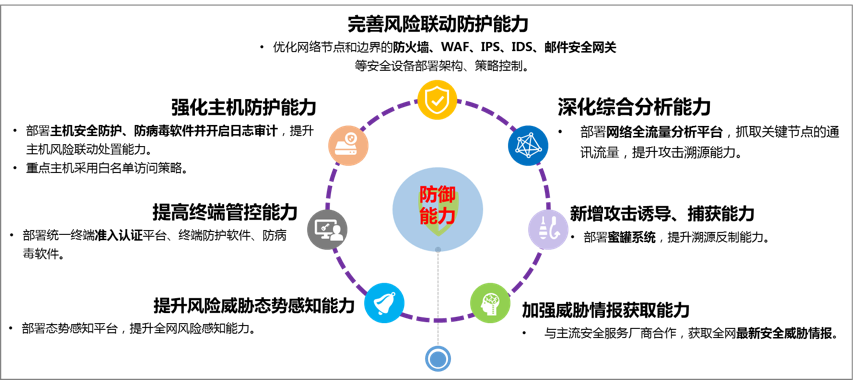 完善风险联动防护能力
• 优化网络节点和边界的防火墙、WAF、IPS、IDS、邮件安全网关
等安全设备部署架构、策略控制。
强化主机防护能力
• 部署主机安全防护、防病毒软件并开启日志审计，提升
主机风险联动处置能力。
• 重点主机采用白名单访问策略。
深化综合分析能力
• 部署网络全流量分析平台，抓取关键节点的通
讯流量，提升攻击溯源能力。
防御
能力
提高终端管控能力
• 部署统一终端准入认证平台、终端防护软件、防病
毒软件。
新增攻击诱导、捕获能力
• 部署蜜罐系统，提升溯源反制能力。
提升风险威胁态势感知能力
• 部署态势感知平台，提升全网风险感知能力。
加强威胁情报获取能力
• 与主流安全服务厂商合作，获取全网最新安全威胁情报。